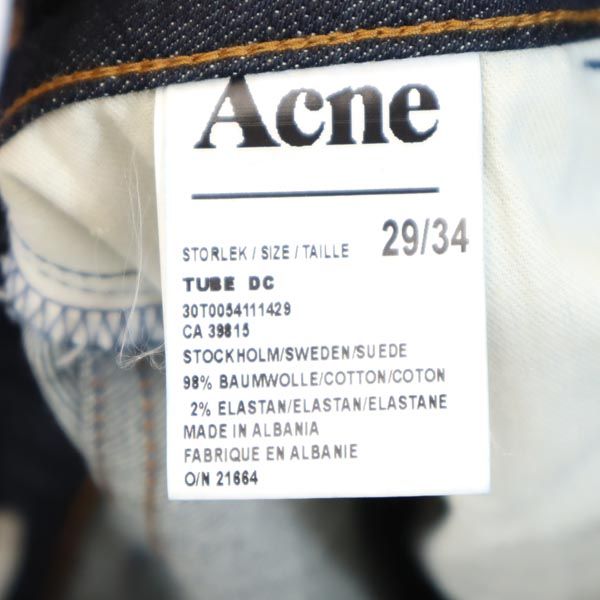 Acne
STORLEK / SIZE / TAILLE 29/34
TUBE DC
30T0054111429
CA 39815
STOCKHOLM/SWEDEN/SUEDE
98% BAUMWOLLE/COTTON/COTON
2% ELASTAN/ELASTAN/ELASTANE
MADE IN ALBANIA
FABRIQUE EN ALBANIE
O/N 21664